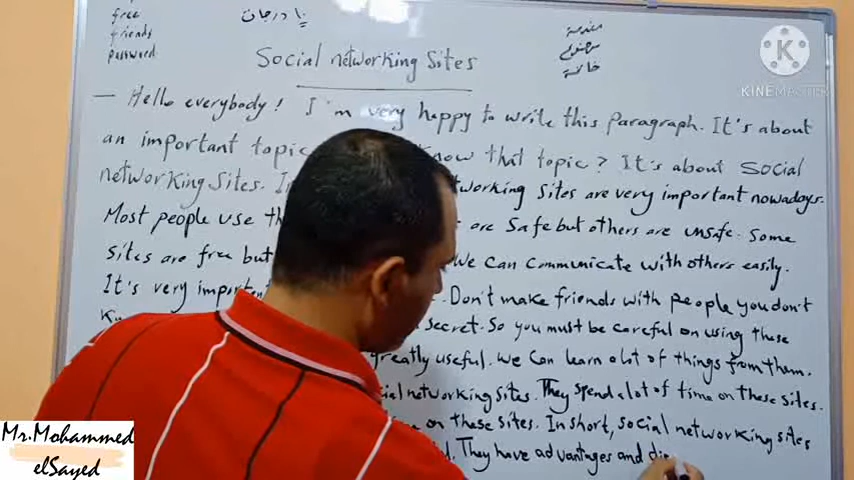 free
friends
password
يا درجات
مقدمة
خاتمة
Social networking Sites
Hello everybody! I'm very happy to write this paragraph. It's about
an important topic know that topic? It's about Social
networking Sites. networking sites are very important nowadays.
Most people use are Safe but others are unsafe. Some
sites are free but We can communicate with others easily.
It's very important Don't make friends with people you don't
secret. So you must be careful on using these
greatly useful. We can learn a lot of things from them.
networking sites. They spend a lot of time on these sites.
on these sites. In short, social networking sites
They have advantages and di
KINEMASTER
Mr.Mohammed
elSayed